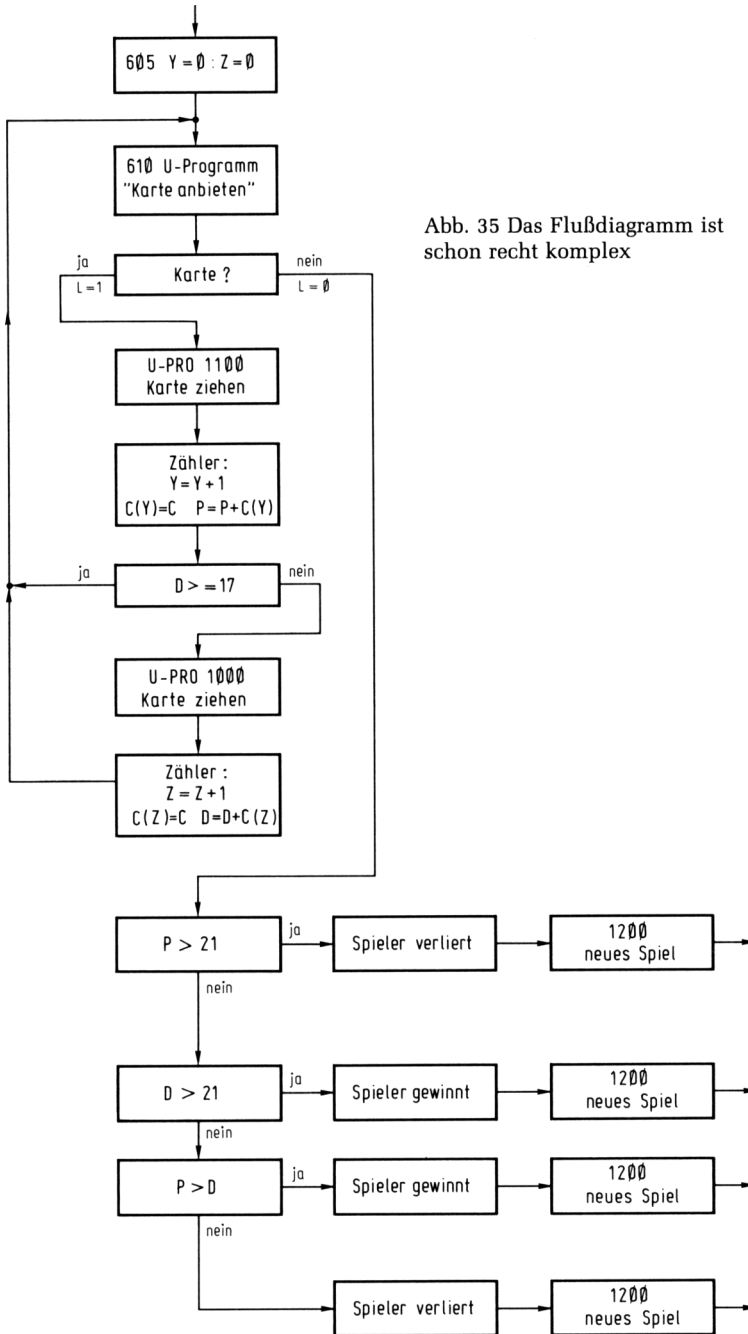 6Ø5 Y=Ø : Z=Ø
61Ø U-Programm
"Karte anbieten"
Abb. 35 Das Flußdiagramm ist
schon recht komplex
ja
L=1
Karte ?
nein
L = Ø
U-PRO 11ØØ
Karte ziehen
Zähler:
Y=Y+1
C(Y)=C P=P+C(Y)
ja
D > = 17
nein
U-PRO 1ØØØ
Karte ziehen
Zähler :
Z = Z+1
C(Z)=C D=D+C(Z)
P > 21
ja
Spieler verliert
12ØØ
neues Spiel
nein
D > 21
ja
Spieler gewinnt
12ØØ
neues Spiel
nein
P > D
ja
Spieler gewinnt
12ØØ
neues Spiel
nein
Spieler verliert
12ØØ
neues Spiel